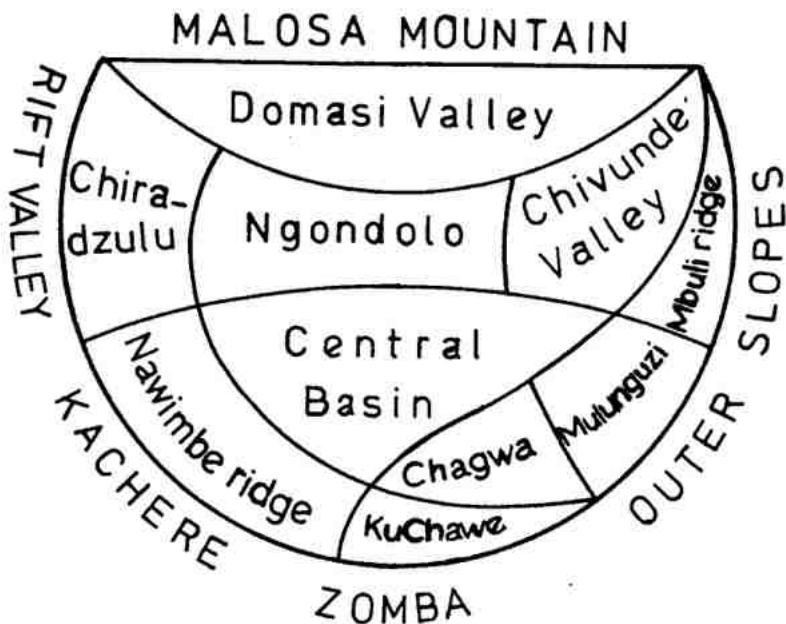 MALOSA MOUNTAIN
RIFT VALLEY
Domasi Valley
Chira-
dzulu
Ngondolo
Chivunde
Valley
Mbuli ridge
OUTER SLOPES
Central
Basin
Nawimbe ridge
Mulunguzi
Chagwa
KuChawe
KACHERE
ZOMBA